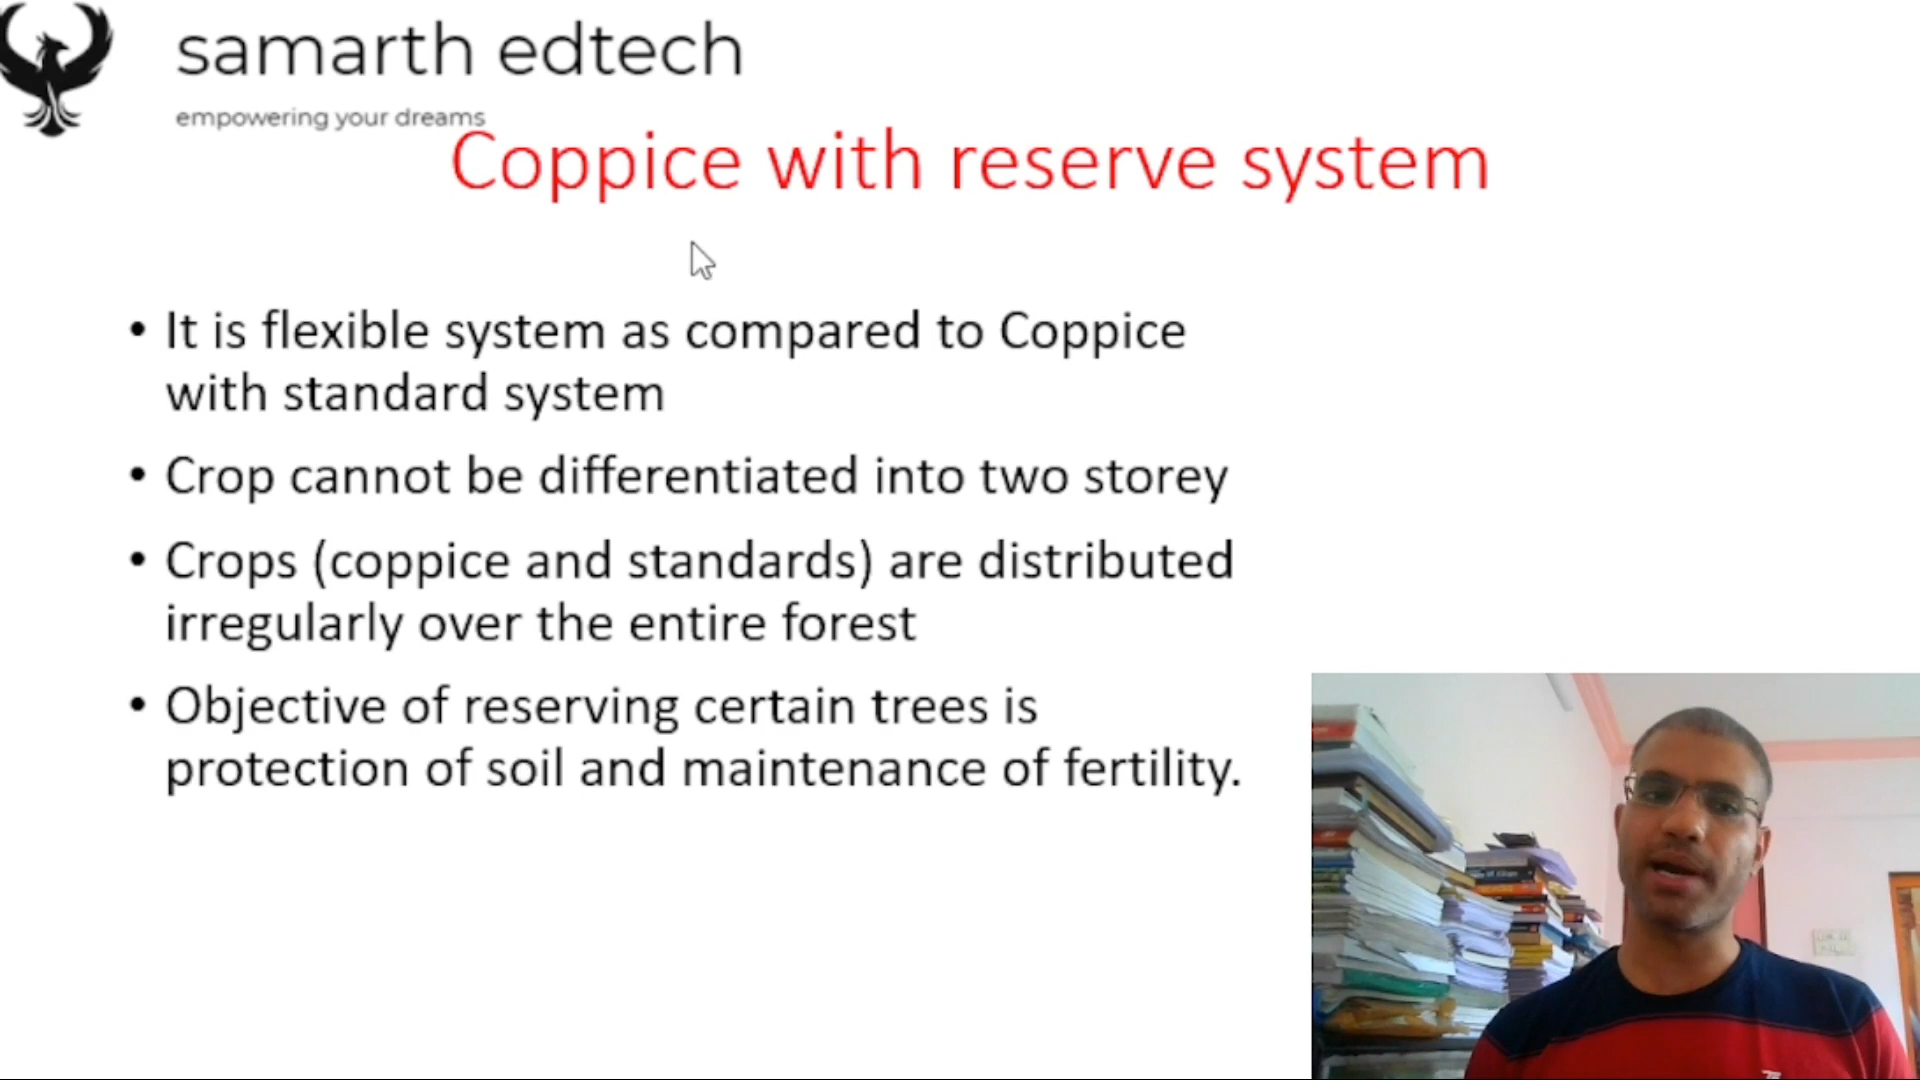 samarth edtech
empowering your dreams
Coppice with reserve system
• It is flexible system as compared to Coppice
with standard system
• Crop cannot be differentiated into two storey
• Crops (coppice and standards) are distributed
irregularly over the entire forest
• Objective of reserving certain trees is
protection of soil and maintenance of fertility.